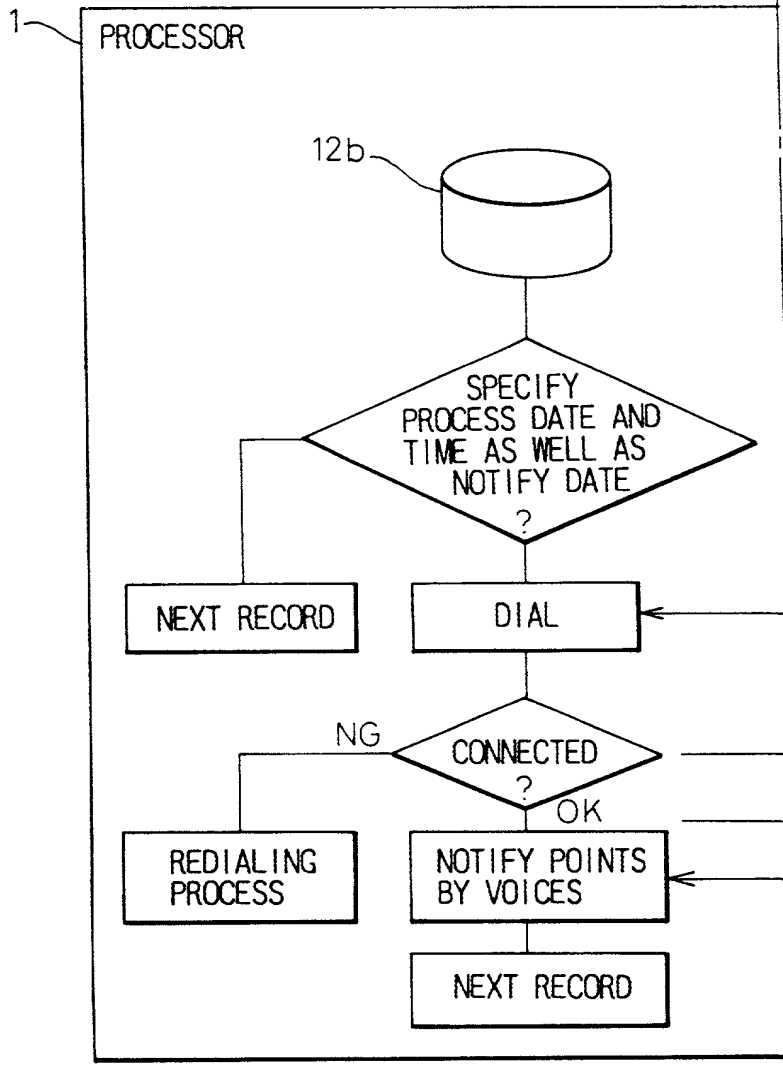 1
PROCESSOR
12b
SPECIFY
PROCESS DATE AND
TIME AS WELL AS
NOTIFY DATE
?
NEXT RECORD
DIAL
NG
CONNECTED
?
OK
REDIALING
PROCESS
NOTIFY POINTS
BY VOICES
NEXT RECORD